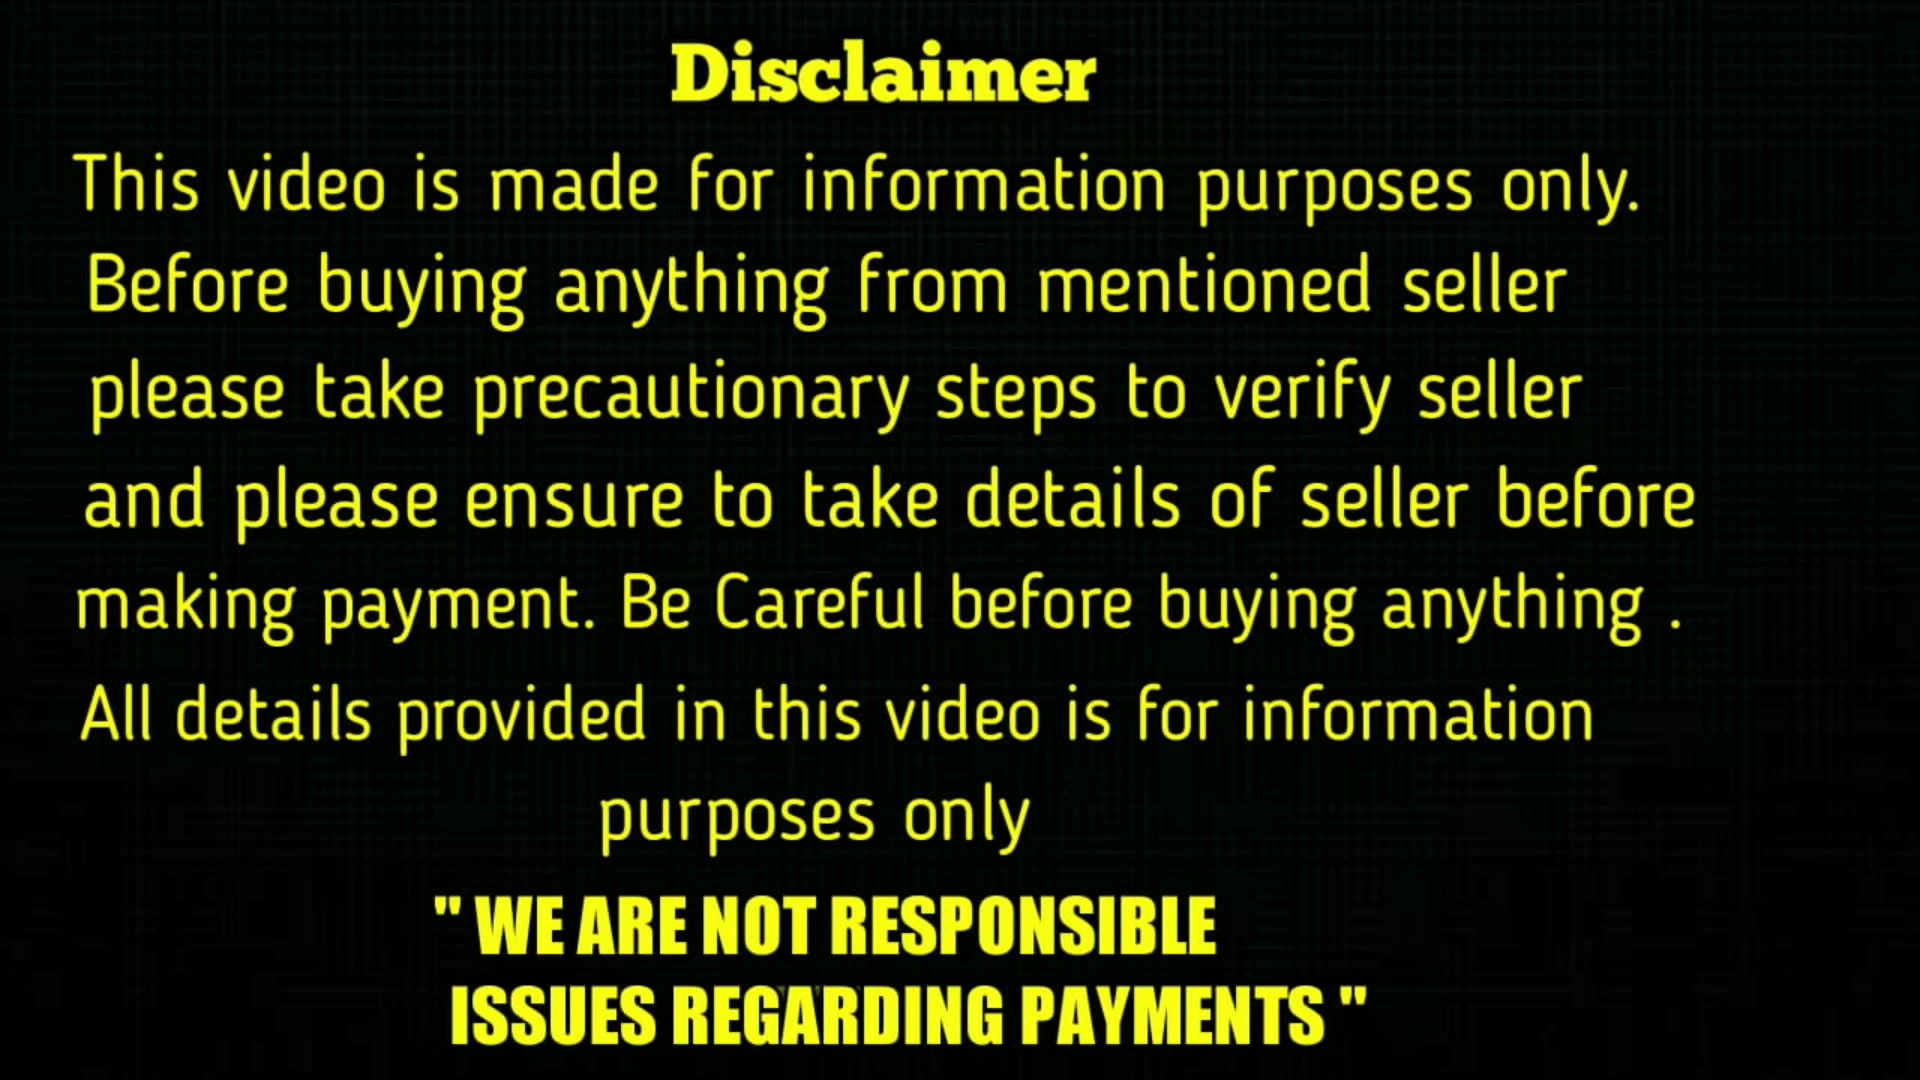 Disclaimer
This video is made for information purposes only.
Before buying anything from mentioned seller
please take precautionary steps to verify seller
and please ensure to take details of seller before
making payment. Be Careful before buying anything .
All details provided in this video is for information
purposes only
" WE ARE NOT RESPONSIBLE
ISSUES REGARDING PAYMENTS "